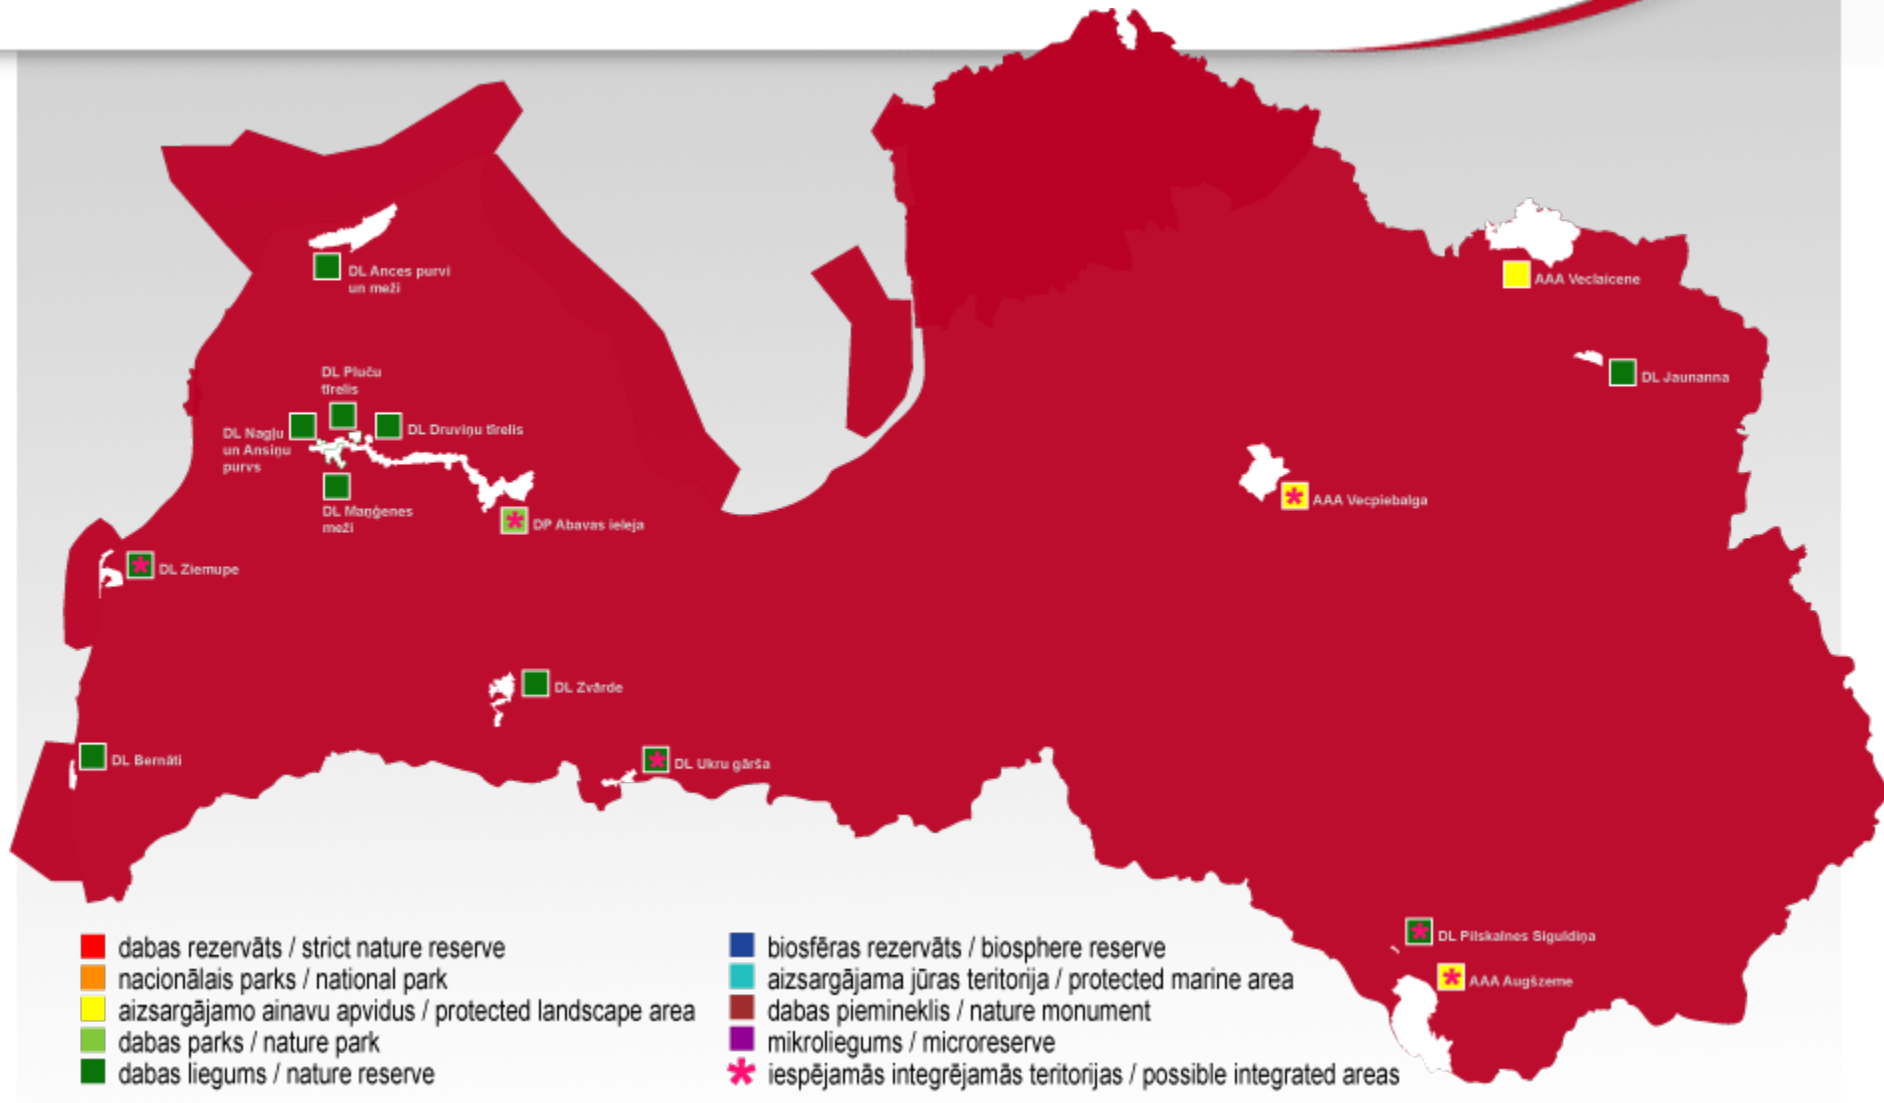 DL Ances purvi
un meži
AAA Veclaicene
DL Jaunanna
DL Pluču
tīrelis
DL Nagļu
un Ansiņu
purvs
DL Druviņu tīrelis
DL Maņģenes
meži
DP Abavas ieleja
AAA Vecpiebalga
DL Ziemupe
DL Zvārde
DL Bernāti
DL Ukru gārša
DL Pilskalnes Siguldiņa
AAA Augšzeme
dabas rezervāts / strict nature reserve
nacionālais parks / national park
aizsargājamo ainavu apvidus / protected landscape area
dabas parks / nature park
dabas liegums / nature reserve
biosfēras rezervāts / biosphere reserve
aizsargājama jūras teritorija / protected marine area
dabas piemineklis / nature monument
mikroliegums / microreserve
iespējamās integrējamās teritorijas / possible integrated areas